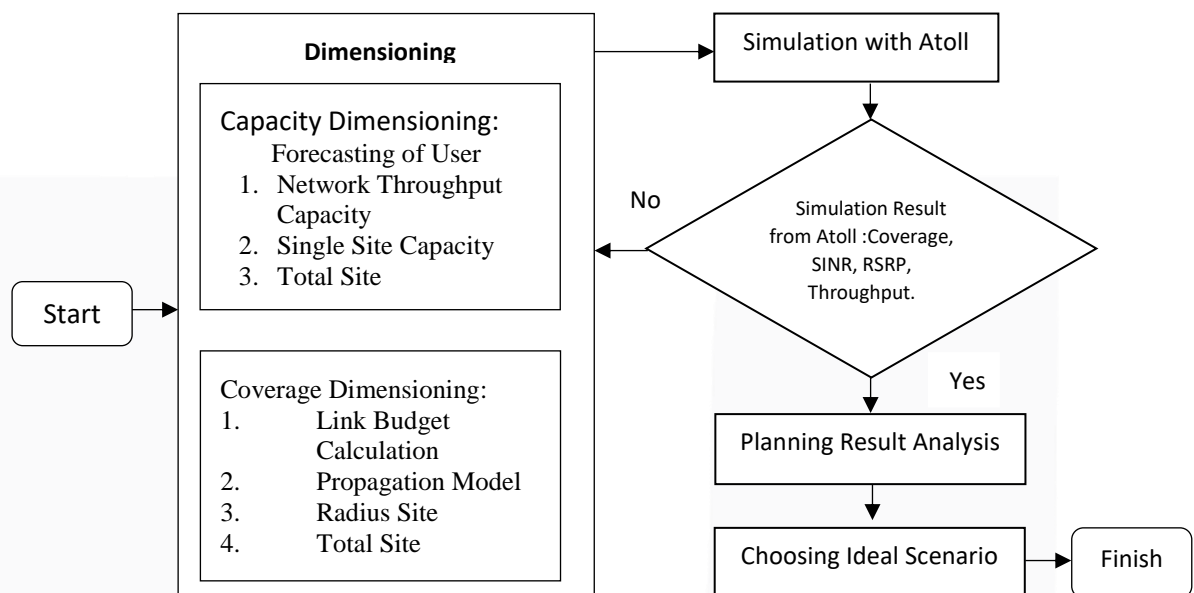 Start
Dimensioning
Capacity Dimensioning:
Forecasting of User
1. Network Throughput
Capacity
2. Single Site Capacity
3. Total Site
Coverage Dimensioning:
1. Link Budget
Calculation
2. Propagation Model
3. Radius Site
4. Total Site
Simulation with Atoll
No
Simulation Result
from Atoll :Coverage,
SINR, RSRP,
Throughput.
Yes
Planning Result Analysis
Choosing Ideal Scenario
Finish